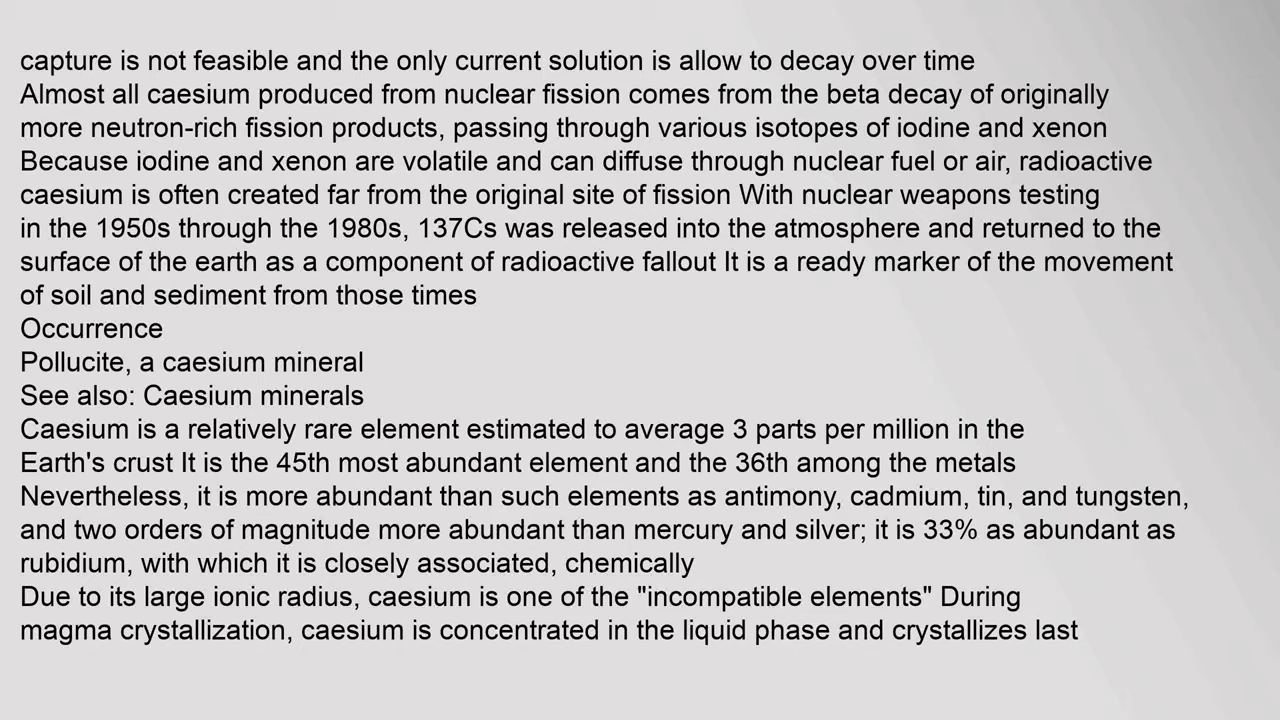 capture is not feasible and the only current solution is allow to decay over time
Almost all caesium produced from nuclear fission comes from the beta decay of originally
more neutron-rich fission products, passing through various isotopes of iodine and xenon
Because iodine and xenon are volatile and can diffuse through nuclear fuel or air, radioactive
caesium is often created far from the original site of fission With nuclear weapons testing
in the 1950s through the 1980s, 137Cs was released into the atmosphere and returned to the
surface of the earth as a component of radioactive fallout It is a ready marker of the movement
of soil and sediment from those times
Occurrence
Pollucite, a caesium mineral
See also: Caesium minerals
Caesium is a relatively rare element estimated to average 3 parts per million in the
Earth's crust It is the 45th most abundant element and the 36th among the metals
Nevertheless, it is more abundant than such elements as antimony, cadmium, tin, and tungsten,
and two orders of magnitude more abundant than mercury and silver; it is 33% as abundant as
rubidium, with which it is closely associated, chemically
Due to its large ionic radius, caesium is one of the "incompatible elements" During
magma crystallization, caesium is concentrated in the liquid phase and crystallizes last